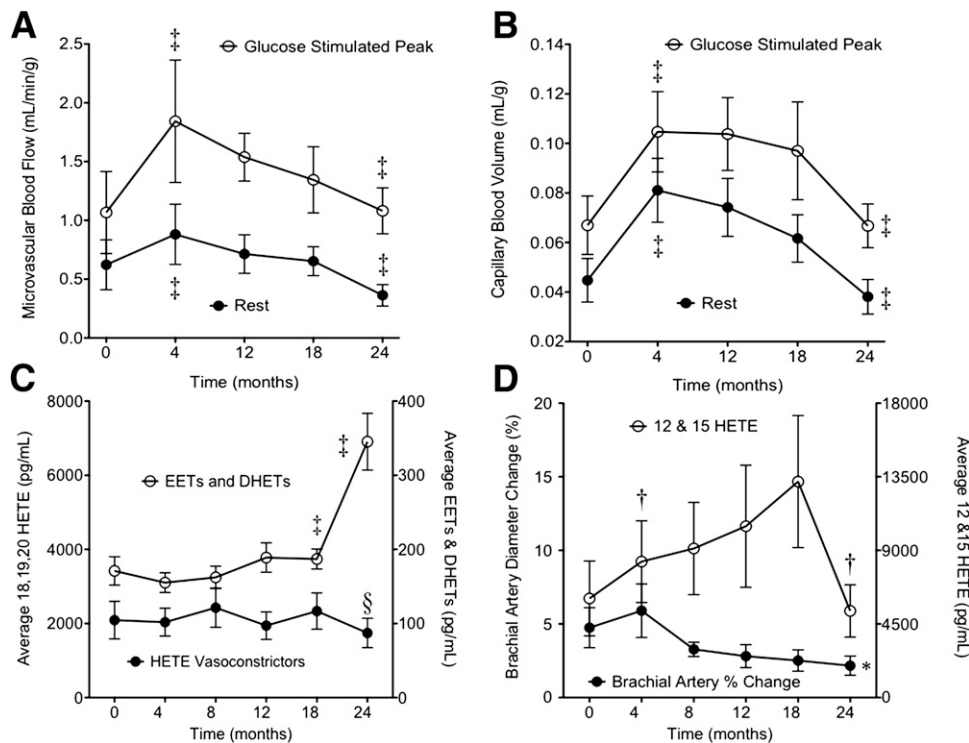 A
Glucose Stimulated Peak
Rest
Microvascular Blood Flow (mL/min/g)
2.5
2.0
1.5
1.0
0.5
0.0
‡
‡
‡
‡
0
4
12
18
24
Time (months)
B
Glucose Stimulated Peak
Rest
Capillary Blood Volume (mL/g)
0.14
0.12
0.10
0.08
0.06
0.04
0.02
‡
‡
‡
‡
0
4
12
18
24
Time (months)
C
EETs and DHETs
HETE Vasoconstrictors
Average 18,19,20 HETE (pg/mL)
8000
6000
4000
2000
0
Average EETs & DHETs
(pg/mL)
400
300
200
100
0
‡
‡
§
0
4
8
12
18
24
Time (months)
D
12 & 15 HETE
Brachial Artery % Change
Brachial Artery Diameter Change (%)
20
15
10
5
0
Average 12 &15 HETE
(pg/mL)
18000
13500
9000
4500
0
†
†
*
0
4
8
12
18
24
Time (months)